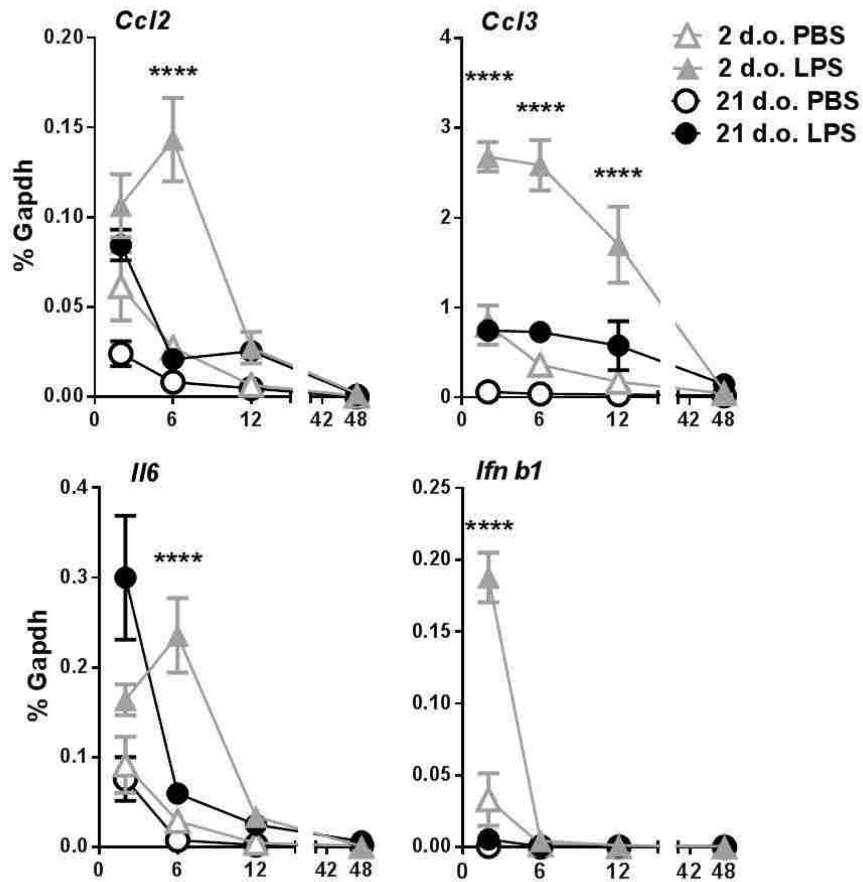 Ccl2
Ccl3
2 d.o. PBS
2 d.o. LPS
21 d.o. PBS
21 d.o. LPS
% Gapdh
0.20
0.15
0.10
0.05
0.00
****
0 6 12 42 48
4
3
2
1
0
**** **** ****
0 6 12 42 48
Il6
Ifn b1
% Gapdh
0.4
0.3
0.2
0.1
0.0
****
0 6 12 42 48
0.25
0.20
0.15
0.10
0.05
0.00
****
0 6 12 42 48